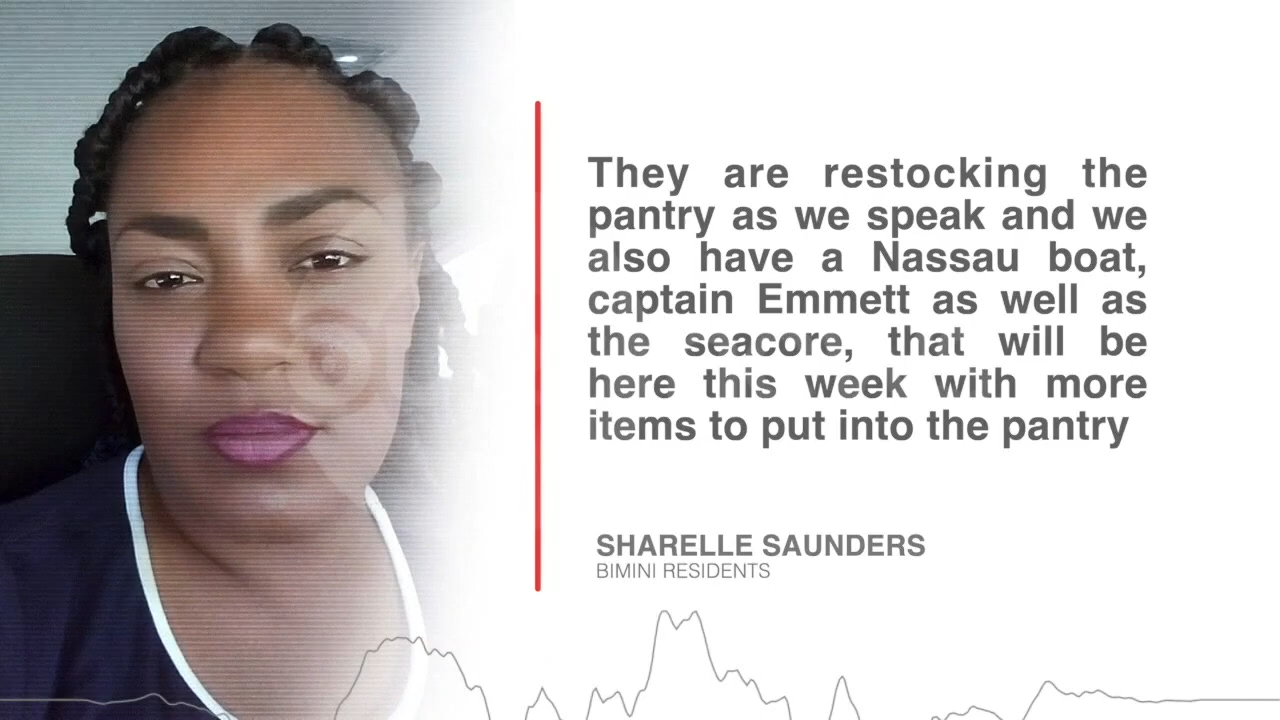 They are restocking the
pantry as we speak and we
also have a Nassau boat,
captain Emmett as well as
the seacore, that will be
here this week with more
items to put into the pantry
SHARELLE SAUNDERS
BIMINI RESIDENTS